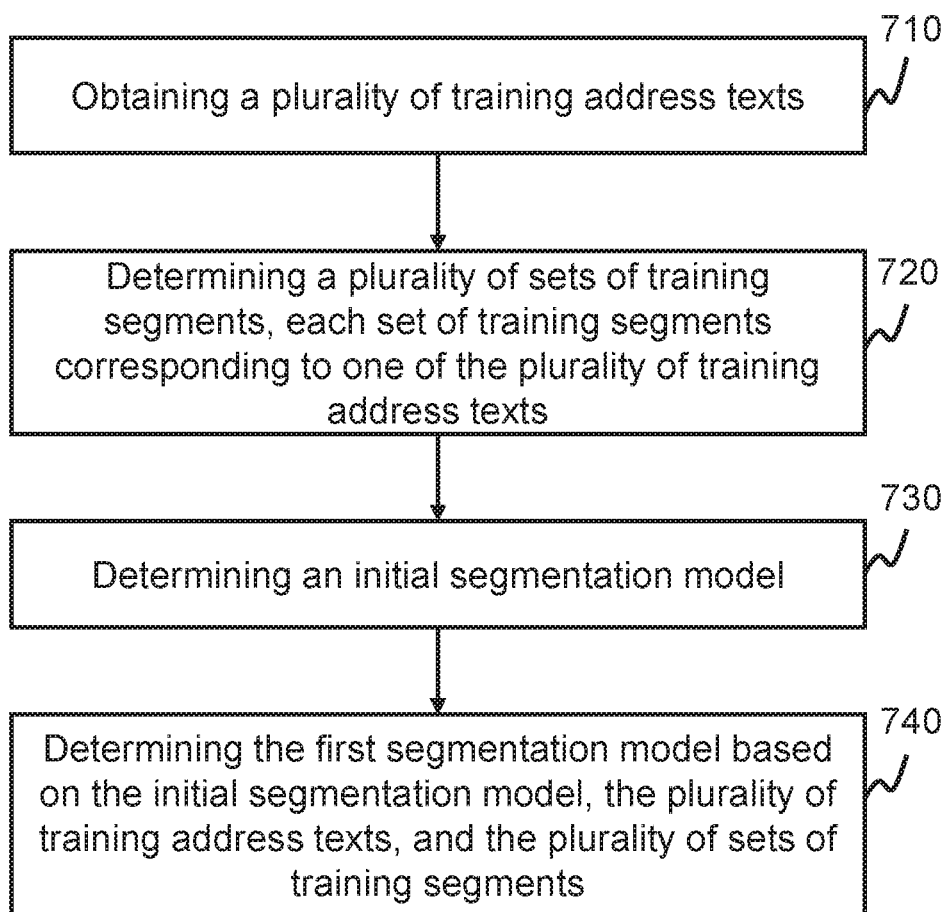 710
Obtaining a plurality of training address texts
720
Determining a plurality of sets of training
segments, each set of training segments
corresponding to one of the plurality of training
address texts
730
Determining an initial segmentation model
740
Determining the first segmentation model based
on the initial segmentation model, the plurality of
training address texts, and the plurality of sets of
training segments